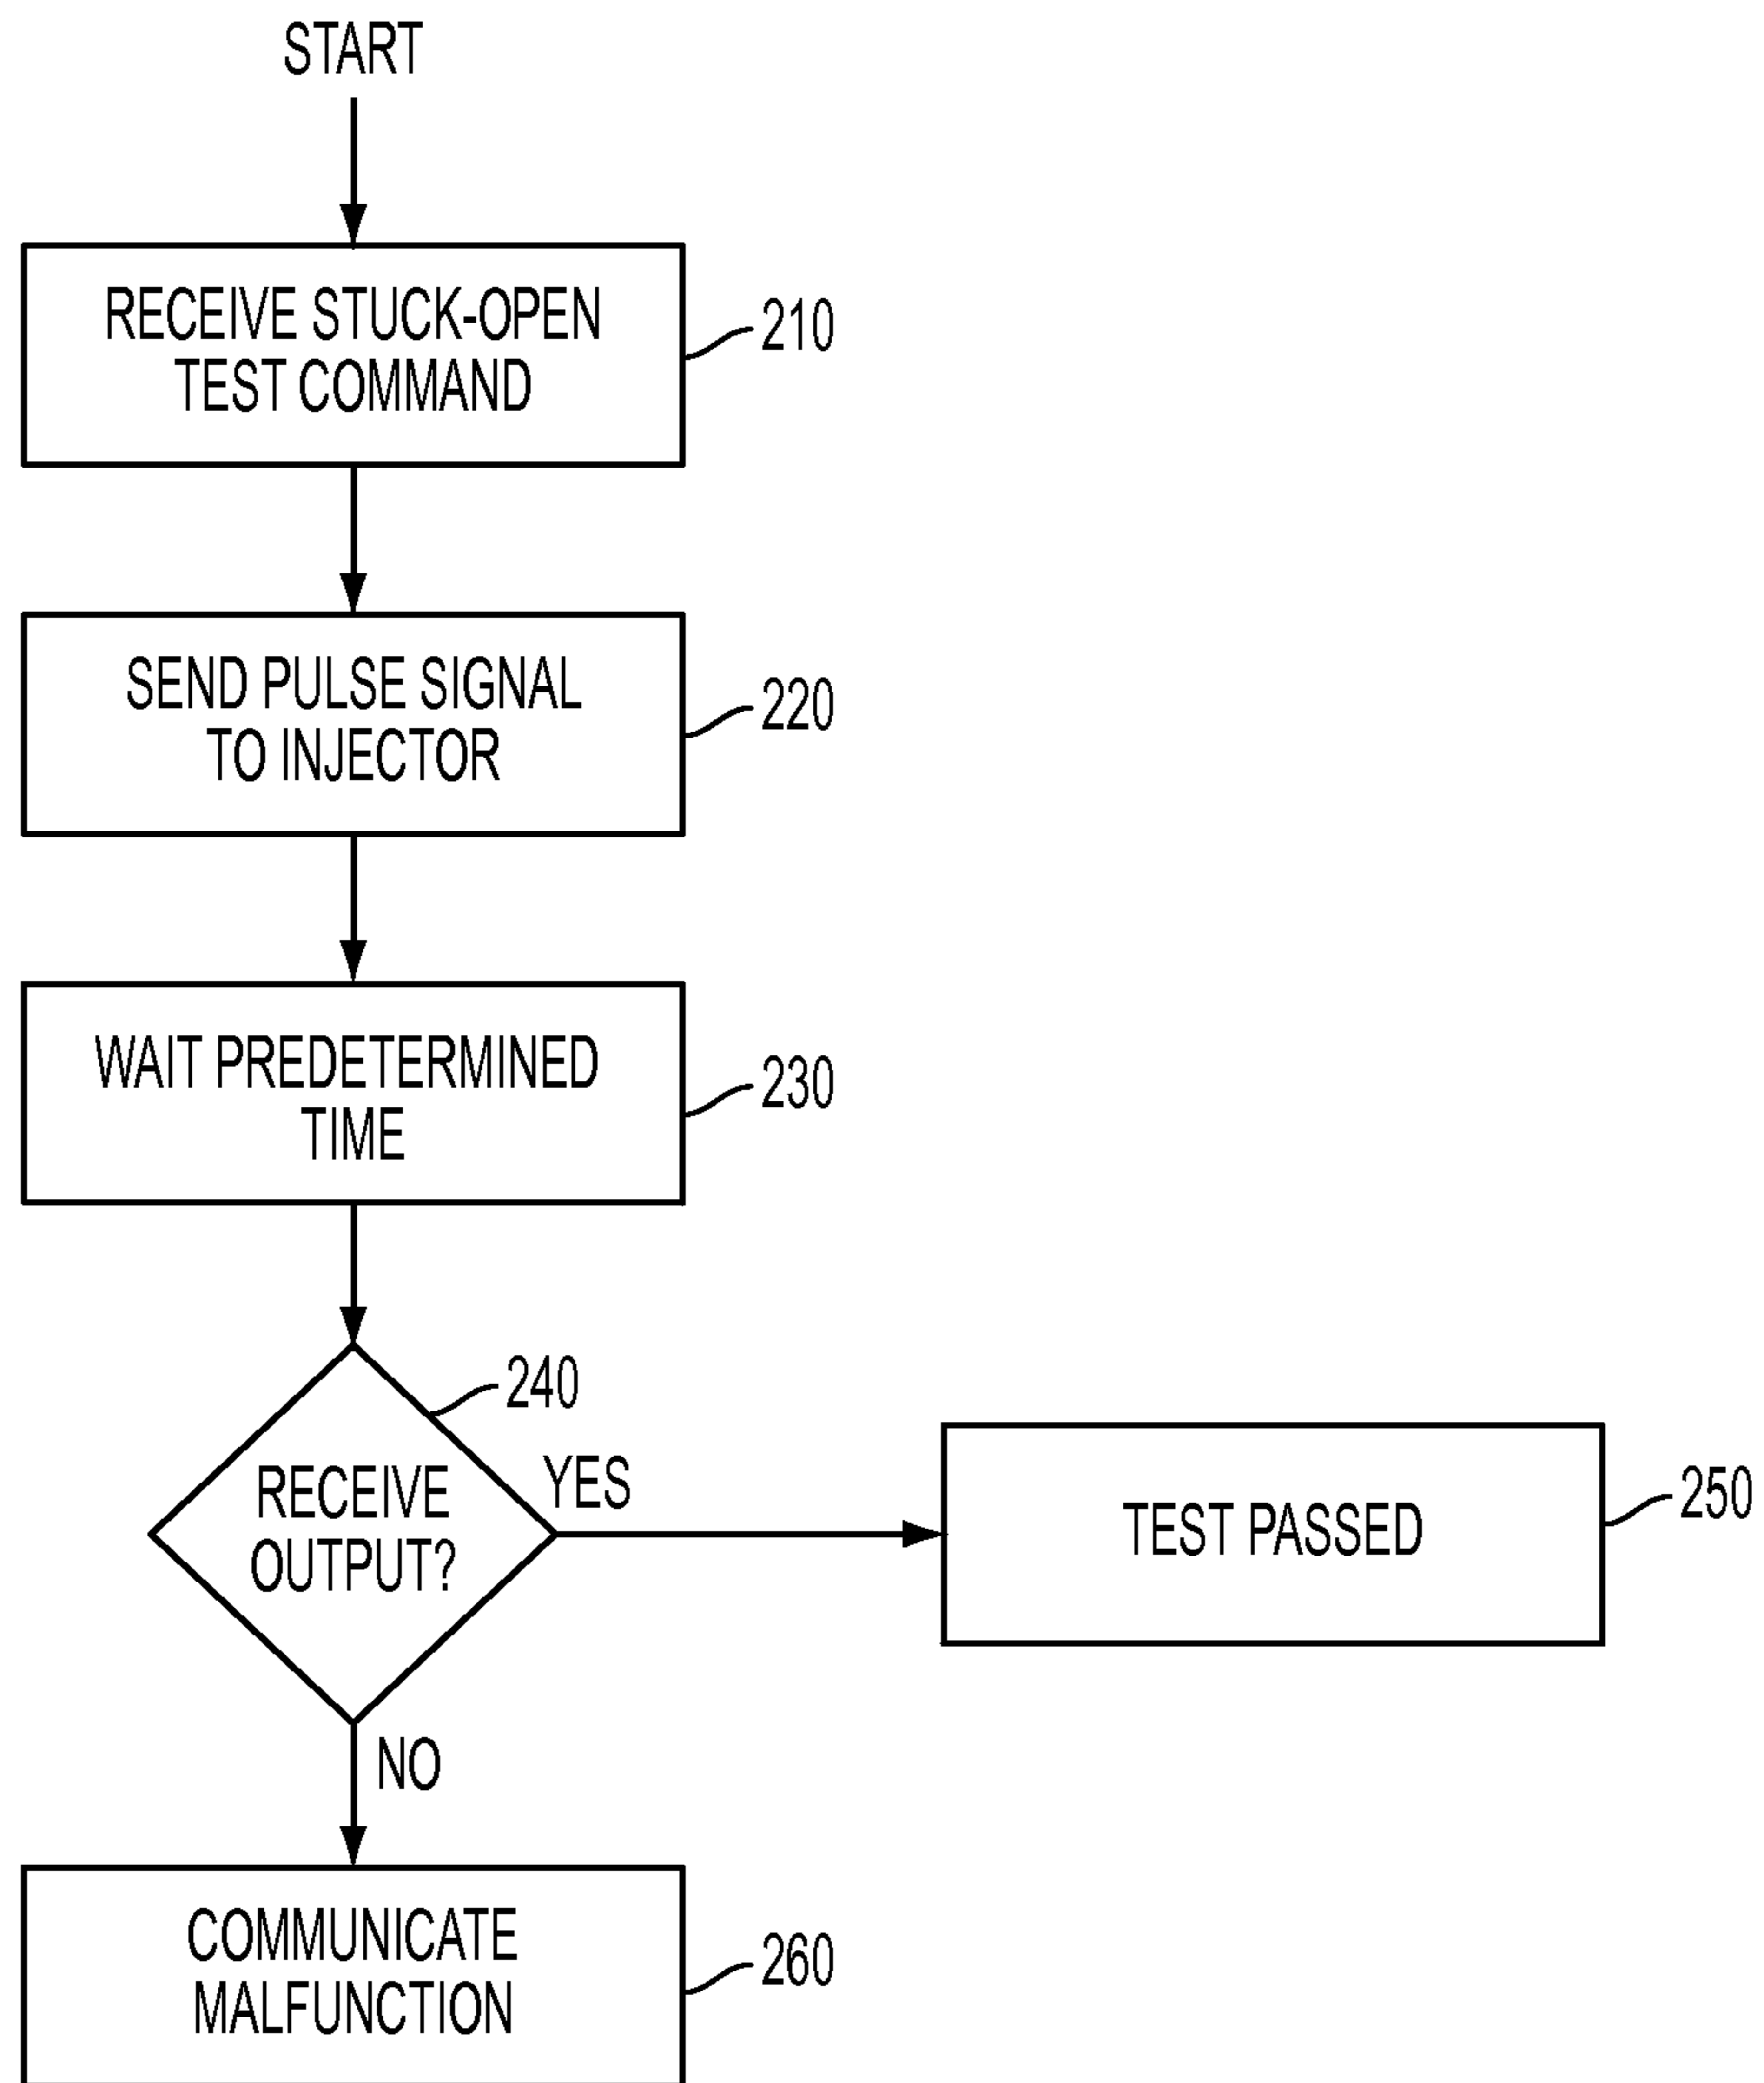 START
RECEIVE STUCK-OPEN
TEST COMMAND
210
SEND PULSE SIGNAL
TO INJECTOR
220
WAIT PREDETERMINED
TIME
230
240
RECEIVE
OUTPUT?
YES
TEST PASSED
250
NO
COMMUNICATE
MALFUNCTION
260